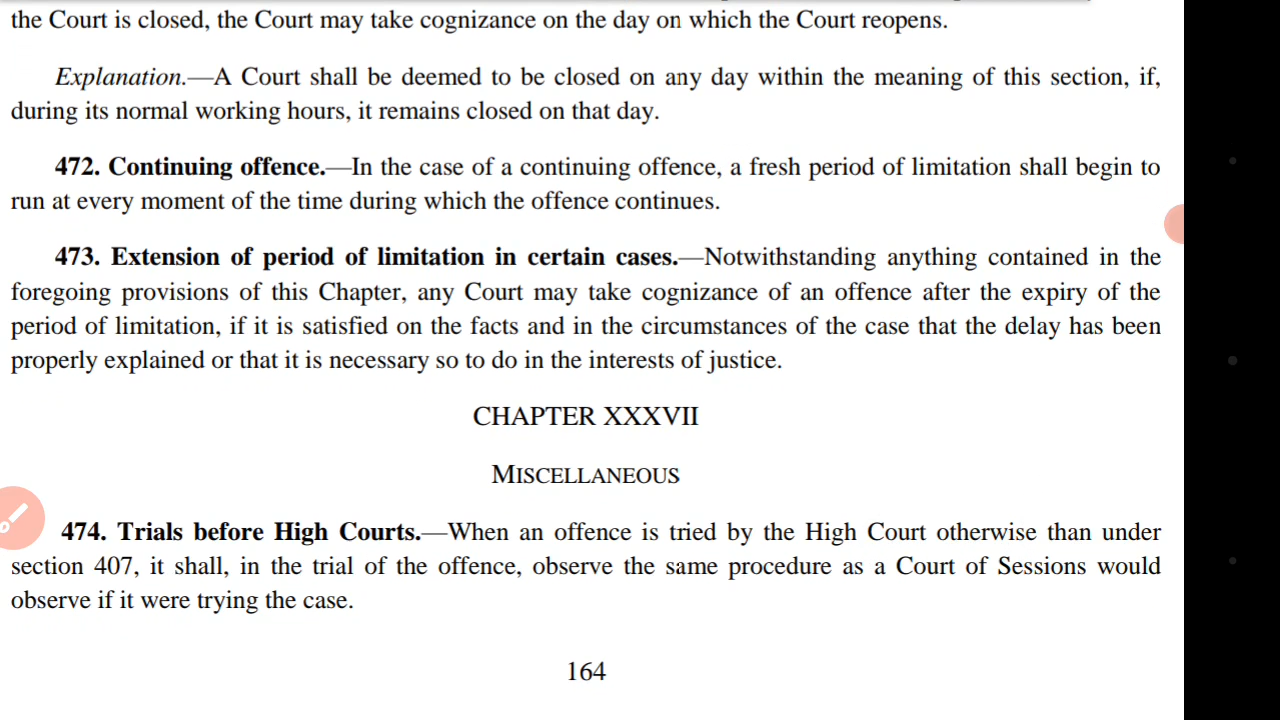 the Court is closed, the Court may take cognizance on the day on which the Court reopens.
Explanation.—A Court shall be deemed to be closed on any day within the meaning of this section, if,
during its normal working hours, it remains closed on that day.
472. Continuing offence.—In the case of a continuing offence, a fresh period of limitation shall begin to
run at every moment of the time during which the offence continues.
473. Extension of period of limitation in certain cases.—Notwithstanding anything contained in the
foregoing provisions of this Chapter, any Court may take cognizance of an offence after the expiry of the
period of limitation, if it is satisfied on the facts and in the circumstances of the case that the delay has been
properly explained or that it is necessary so to do in the interests of justice.
CHAPTER XXXVII
MISCELLANEOUS
474. Trials before High Courts.—When an offence is tried by the High Court otherwise than under
section 407, it shall, in the trial of the offence, observe the same procedure as a Court of Sessions would
observe if it were trying the case.
164